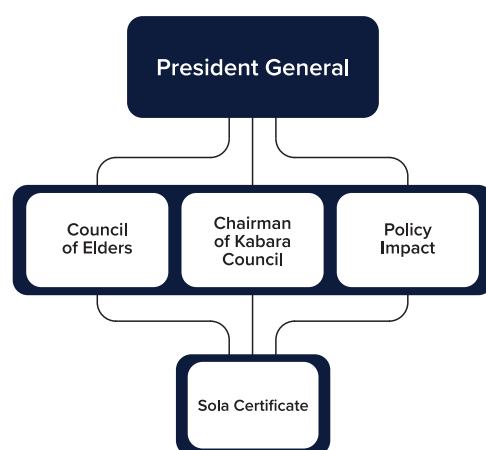 President General
Council
of Elders
Chairman
of Kabara
Council
Policy
Impact
Sola Certificate